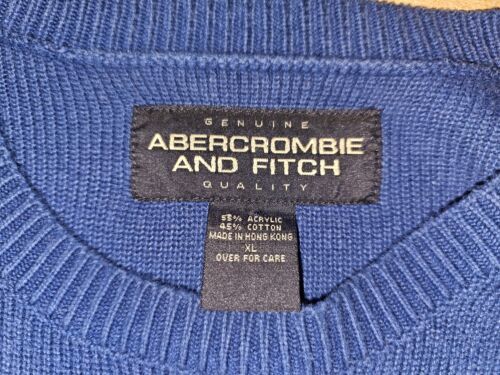 GENUINE
ABERCROMBIE
AND FITCH
QUALITY
55% ACRYLIC
45% COTTON
MADE IN HONG KONG
XL
OVER FOR CARE